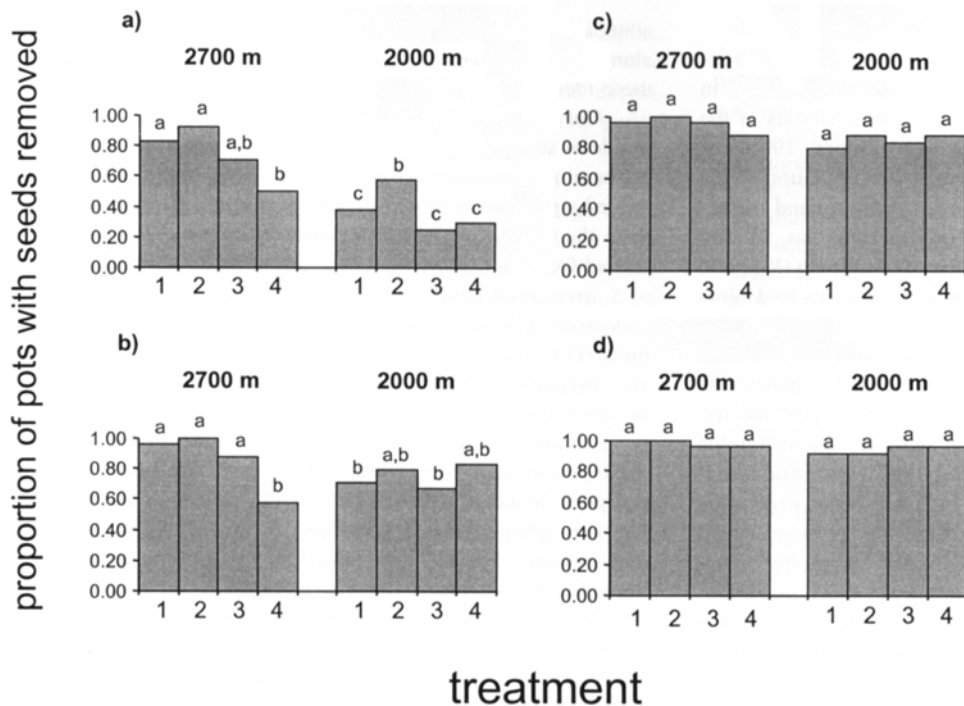 a)
2700 m
2000 m
a
a
a,b
b
c
b
c
c
1.00
0.80
0.60
0.40
0.20
0.00
1 2 3 4
1 2 3 4
b)
2700 m
2000 m
a
a
a
b
b
a,b
b
a,b
1.00
0.80
0.60
0.40
0.20
0.00
1 2 3 4
1 2 3 4
c)
2700 m
2000 m
a
a
a
a
a
a
a
a
1.00
0.80
0.60
0.40
0.20
0.00
1 2 3 4
1 2 3 4
d)
2700 m
2000 m
a
a
a
a
a
a
a
a
1.00
0.80
0.60
0.40
0.20
0.00
1 2 3 4
1 2 3 4
proportion of pots with seeds removed
treatment